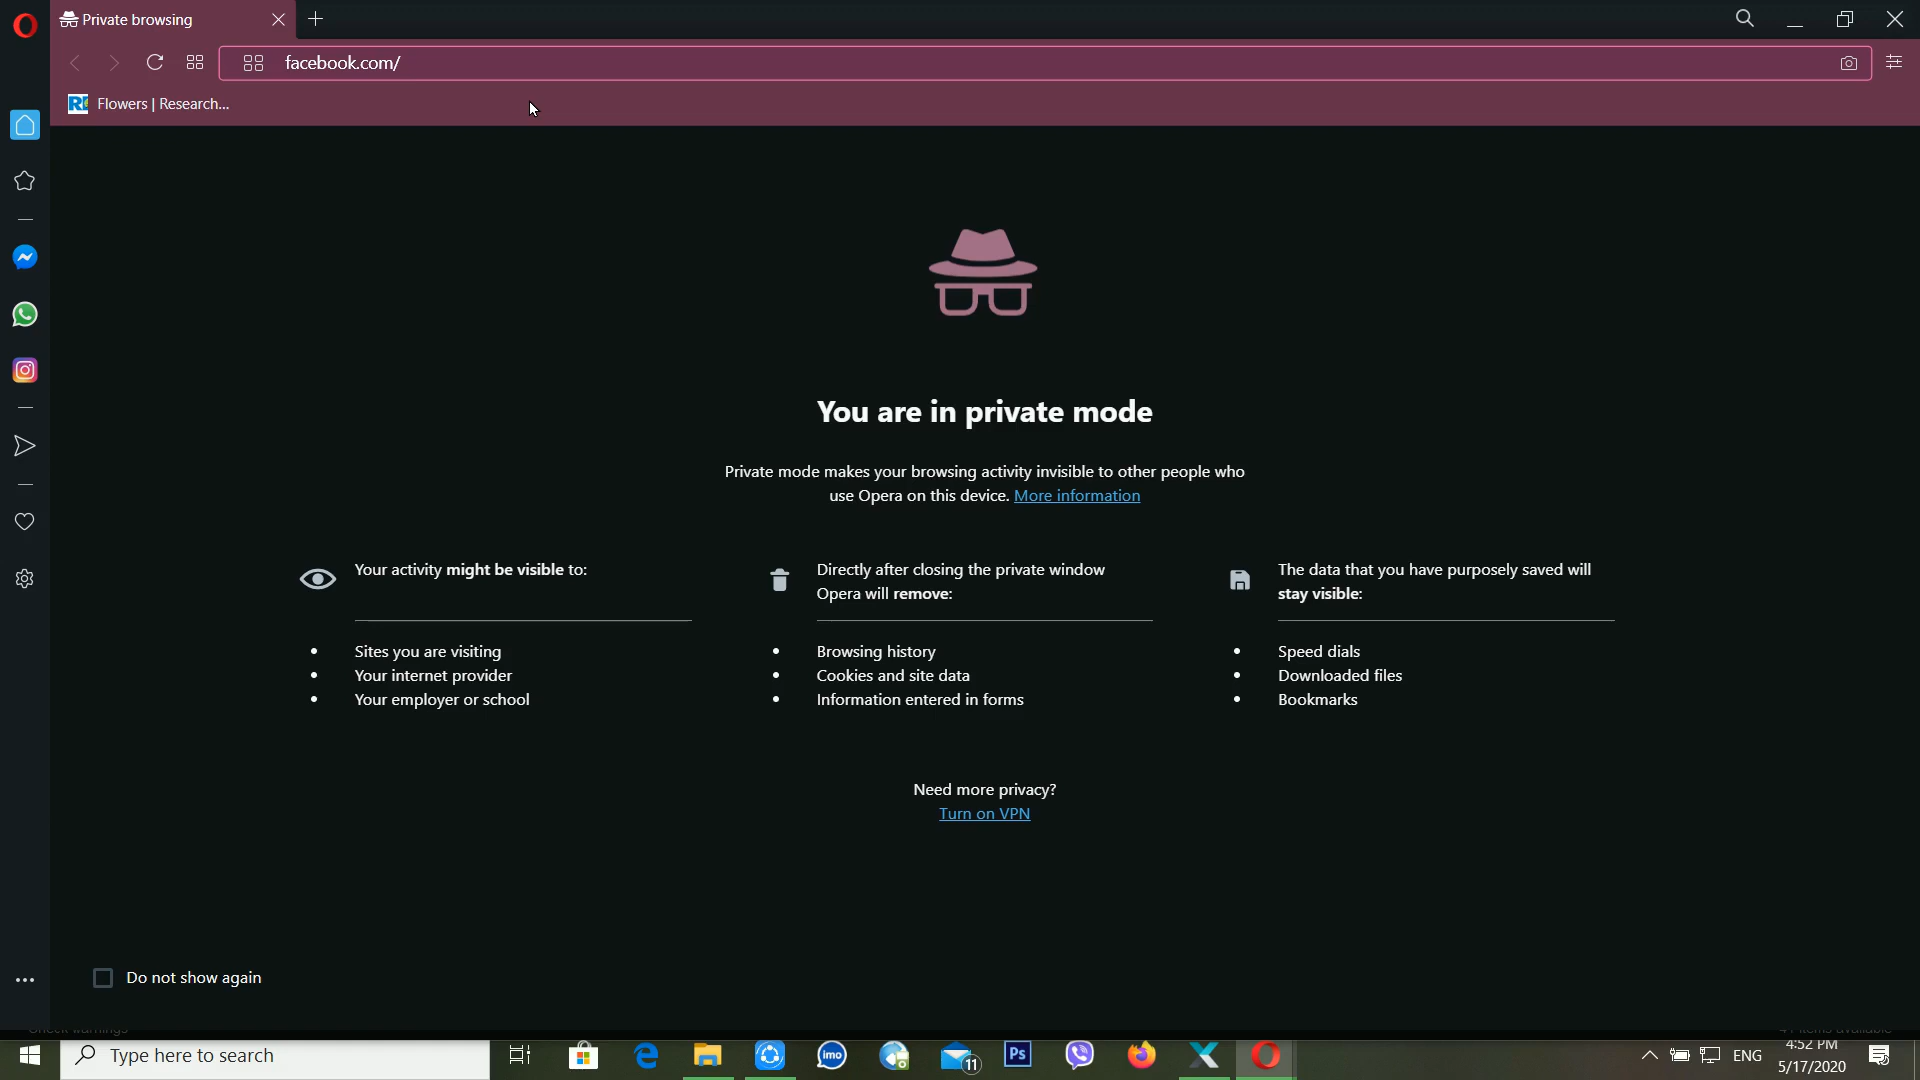 Private browsing
facebook.com/
Flowers | Research...
You are in private mode
Private mode makes your browsing activity invisible to other people who
use Opera on this device. More information
Your activity might be visible to:
Sites you are visiting
Your internet provider
Your employer or school
Directly after closing the private window
Opera will remove:
Browsing history
Cookies and site data
Information entered in forms
The data that you have purposely saved will
stay visible:
Speed dials
Downloaded files
Bookmarks
Need more privacy?
Turn on VPN
Do not show again
Type here to search
imo
11
Ps
ENG
4:52 PM
5/17/2020